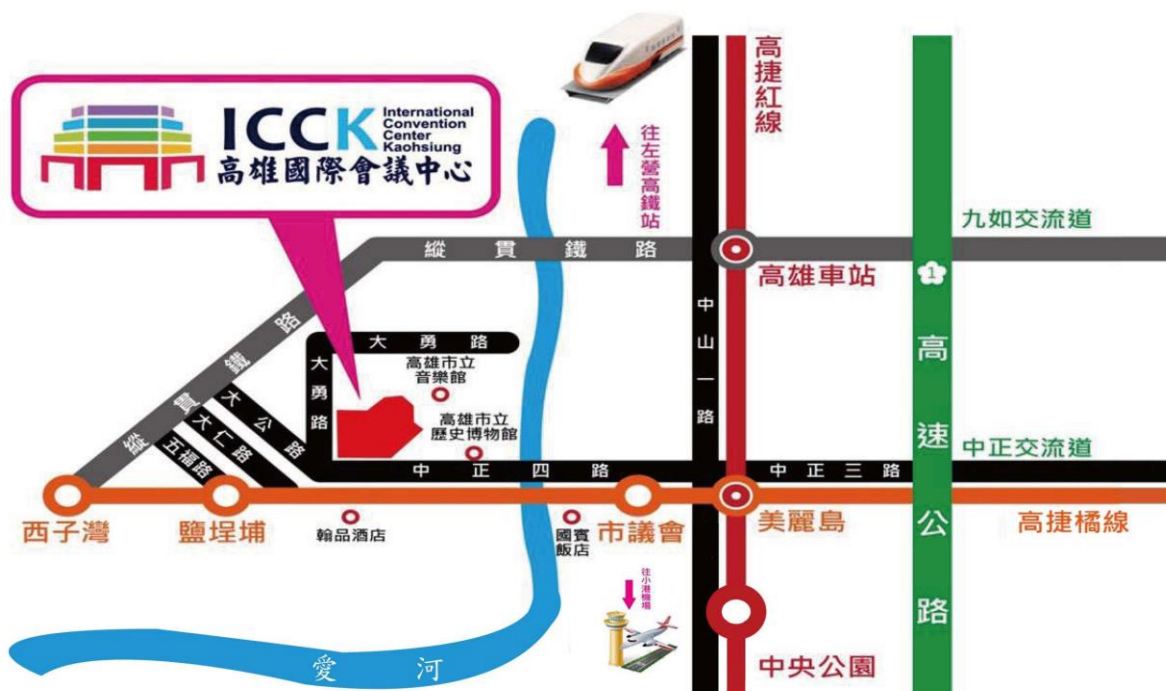 ICCK
International
Convention
Center
Kaohsiung
高雄國際會議中心
往左營高鐵站
高捷紅線
九如交流道
縱貫鐵路
高雄車站
1
高速公路
中山一路
縱貫鐵路
大勇路
大勇路
高雄市立
音樂館
高雄市立
歷史博物館
大公路
大仁路
五福路
中正四路
中正三路
中正交流道
西子灣
鹽埕埔
翰品酒店
國賓
飯店
市議會
美麗島
高捷橘線
往小港機場
愛河
中央公園